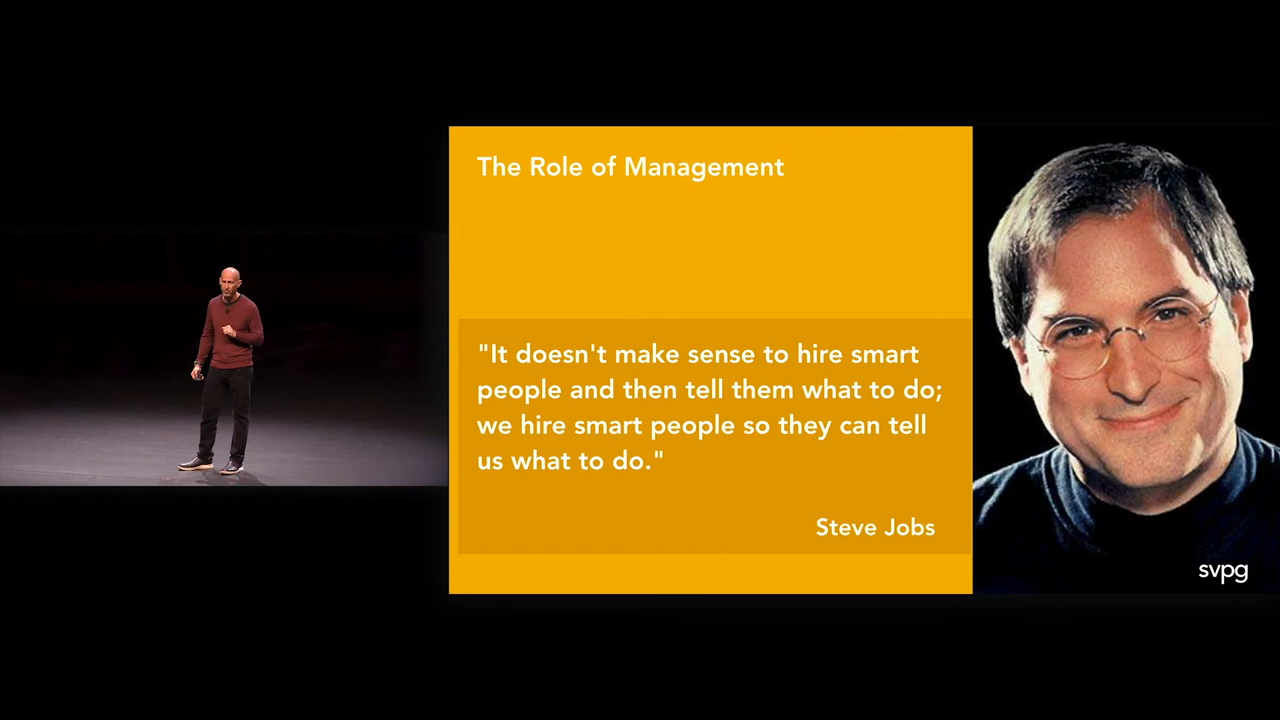 The Role of Management
"It doesn't make sense to hire smart
people and then tell them what to do;
we hire smart people so they can tell
us what to do."
Steve Jobs
svpg